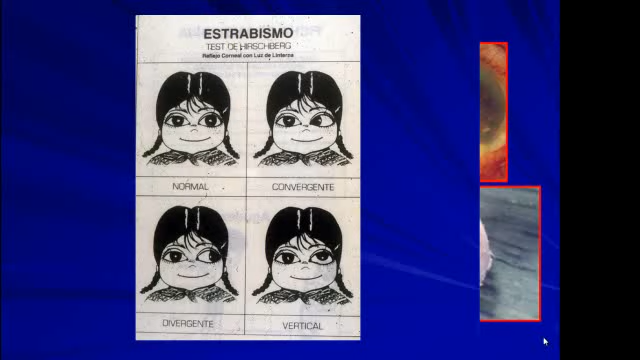 ESTRABISMO
TEST DE HIRSCHBERG
Reflejo Corneal con Luz de Linterna
NORMAL
CONVERGENTE
DIVERGENTE
VERTICAL